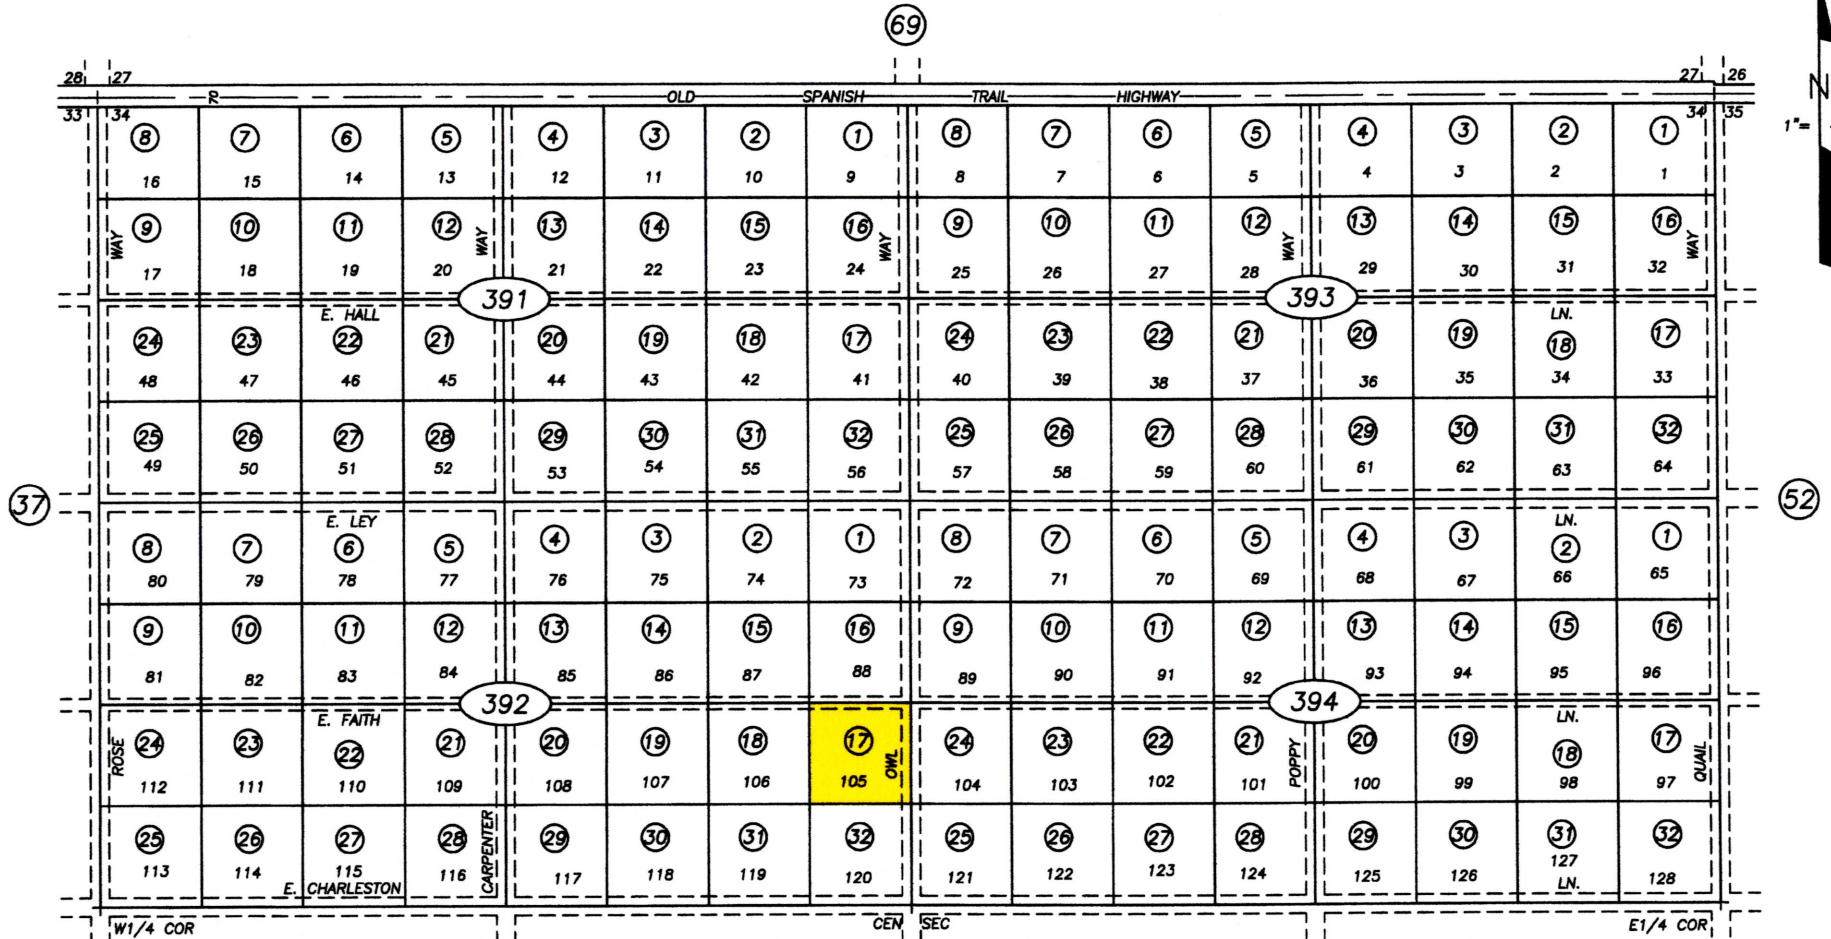 69
28 27 27 26
RD OLD SPANISH TRAIL HIGHWAY
33 34 34 35
N
1"=
8 7 6 5 4 3 2 1 8 7 6 5 4 3 2 1
16 15 14 13 12 11 10 9 8 7 6 5 4 3 2 1
9 10 11 12 13 14 15 16 9 10 11 12 13 14 15 16
WAY WAY WAY WAY WAY
17 18 19 20 21 22 23 24 25 26 27 28 29 30 31 32
391 393
E. HALL LN.
24 23 22 21 20 19 18 17 24 23 22 21 20 19 18 17
48 47 46 45 44 43 42 41 40 39 38 37 36 35 34 33
25 26 27 28 29 30 31 32 25 26 27 28 29 30 31 32
49 50 51 52 53 54 55 56 57 58 59 60 61 62 63 64
37 52
E. LEY LN.
8 7 6 5 4 3 2 1 8 7 6 5 4 3 2 1
80 79 78 77 76 75 74 73 72 71 70 69 68 67 66 65
9 10 11 12 13 14 15 16 9 10 11 12 13 14 15 16
81 82 83 84 85 86 87 88 89 90 91 92 93 94 95 96
392 394
E. FAITH LN.
24 23 22 21 20 19 18 17 24 23 22 21 20 19 18 17
ROSE OWL POPPY QUAIL
112 111 110 109 108 107 106 105 104 103 102 101 100 99 98 97
25 26 27 28 29 30 31 32 25 26 27 28 29 30 31 32
CARPENTER
113 114 115 116 117 118 119 120 121 122 123 124 125 126 127 128
E. CHARLESTON LN.
W1/4 COR CEN SEC E1/4 COR